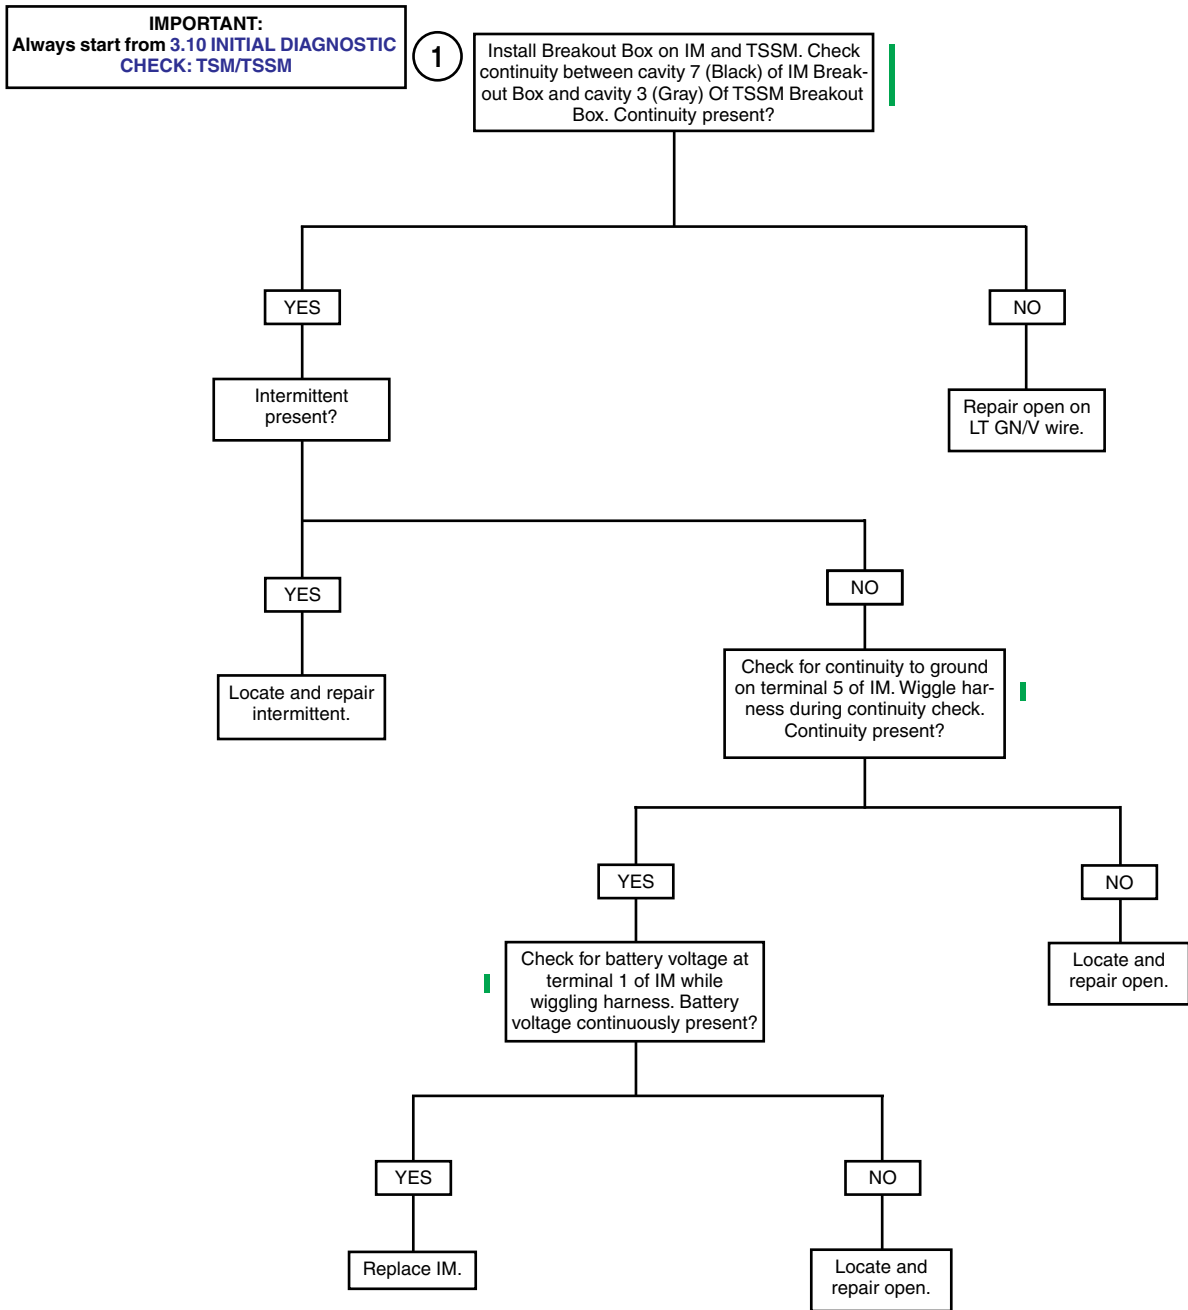 IMPORTANT:
Always start from 3.10 INITIAL DIAGNOSTIC
CHECK: TSM/TSSM
1
Install Breakout Box on IM and TSSM. Check
continuity between cavity 7 (Black) of IM Break-
out Box and cavity 3 (Gray) Of TSSM Breakout
Box. Continuity present?
YES
NO
Intermittent
present?
Repair open on
LT GN/V wire.
YES
NO
Locate and repair
intermittent.
Check for continuity to ground
on terminal 5 of IM. Wiggle har-
ness during continuity check.
Continuity present?
YES
NO
Check for battery voltage at
terminal 1 of IM while
wiggling harness. Battery
voltage continuously present?
Locate and
repair open.
YES
NO
Replace IM.
Locate and
repair open.